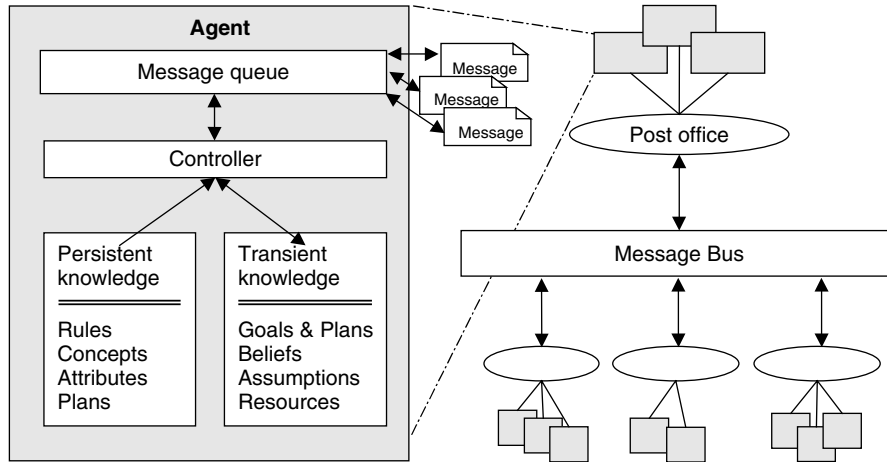 Agent
Message queue
Message
Message
Message
Controller
Persistent
knowledge
Rules
Concepts
Attributes
Plans
Transient
knowledge
Goals & Plans
Beliefs
Assumptions
Resources
Post office
Message Bus